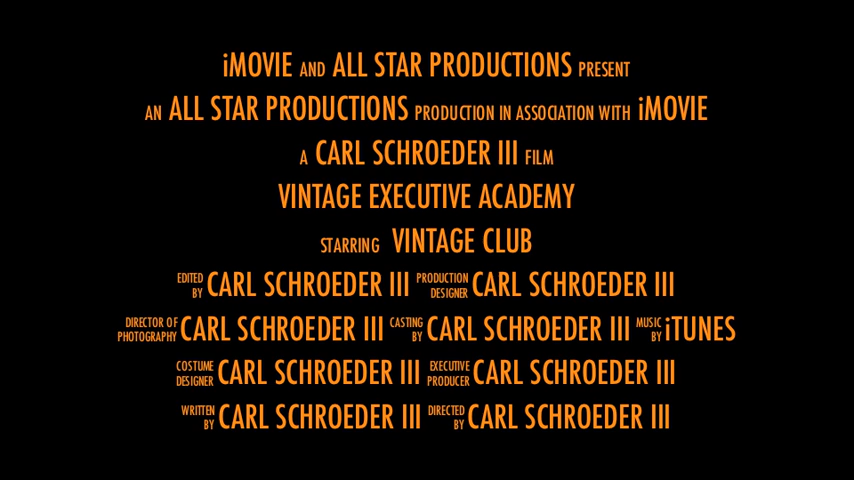 iMOVIE AND ALL STAR PRODUCTIONS PRESENT
AN ALL STAR PRODUCTIONS PRODUCTION IN ASSOCIATION WITH iMOVIE
A CARL SCHROEDER III FILM
VINTAGE EXECUTIVE ACADEMY
STARRING VINTAGE CLUB
EDITED BY CARL SCHROEDER III PRODUCTION DESIGNER CARL SCHROEDER III
DIRECTOR OF PHOTOGRAPHY CARL SCHROEDER III CASTING BY CARL SCHROEDER III MUSIC BY iTUNES
COSTUME DESIGNER CARL SCHROEDER III EXECUTIVE PRODUCER CARL SCHROEDER III
WRITTEN BY CARL SCHROEDER III DIRECTED BY CARL SCHROEDER III